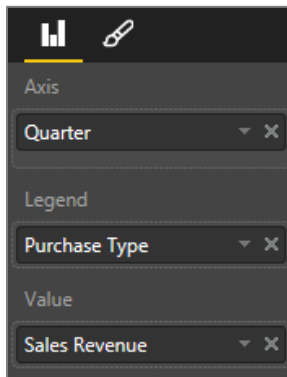 Axis
Quarter
Legend
Purchase Type
Value
Sales Revenue